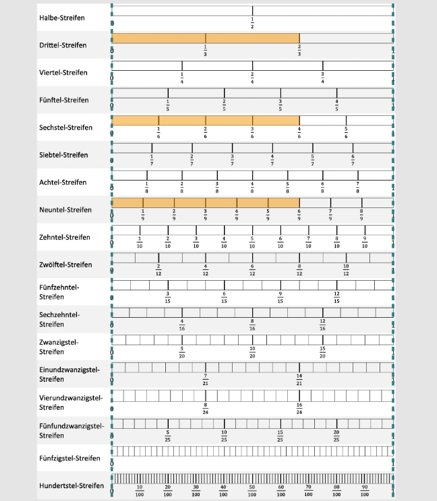 Halbe-Streifen
1/2
Drittel-Streifen
1/3 2/3
Viertel-Streifen
1/4 2/4 3/4
Fünftel-Streifen
1/5 2/5 3/5 4/5
Sechstel-Streifen
1/6 2/6 3/6 4/6 5/6
Siebtel-Streifen
1/7 2/7 3/7 4/7 5/7 6/7
Achtel-Streifen
1/8 2/8 3/8 4/8 5/8 6/8 7/8
Neuntel-Streifen
1/9 2/9 3/9 4/9 5/9 6/9 7/9 8/9
Zehntel-Streifen
1/10 2/10 3/10 4/10 5/10 6/10 7/10 8/10 9/10
Zwölftel-Streifen
2/12 4/12 6/12 8/12 10/12
Fünfzehntel-
Streifen
3/15 6/15 9/15 12/15
Sechzehntel-
Streifen
4/16 8/16 12/16
Zwanzigstel-
Streifen
5/20 10/20 15/20
Einundzwanzigstel-
Streifen
7/21 14/21
Vierundzwanzigstel-
Streifen
8/24 16/24
Fünfundzwanzigstel-
Streifen
5/25 10/25 15/25 20/25
Fünfzigstel-Streifen
Hundertstel-Streifen
10/100 20/100 30/100 40/100 50/100 60/100 70/100 80/100 90/100